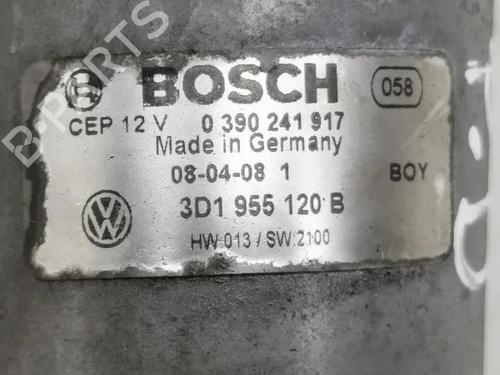 BOSCH
058
CEP 12 V 0 390 241 917
Made in Germany
08-04-08 1 BOY
3D1 955 120 B
HW 013 / SW:2100